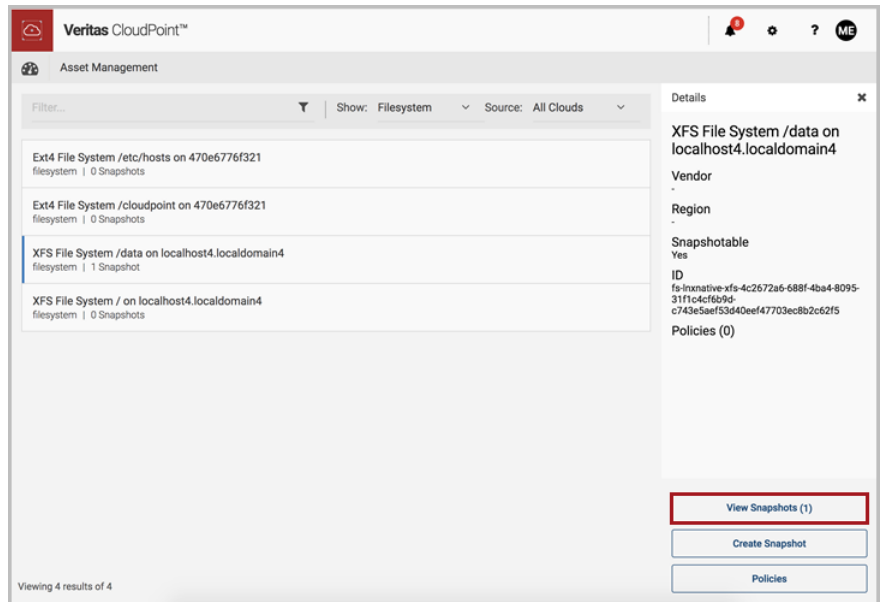 Veritas CloudPoint™
8
?
ME
Asset Management
Filter...
Show: Filesystem
Source: All Clouds
Ext4 File System /etc/hosts on 470e6776f321
filesystem | 0 Snapshots
Ext4 File System /cloudpoint on 470e6776f321
filesystem | 0 Snapshots
XFS File System /data on localhost4.localdomain4
filesystem | 1 Snapshot
XFS File System / on localhost4.localdomain4
filesystem | 0 Snapshots
Viewing 4 results of 4
Details
XFS File System /data on
localhost4.localdomain4
Vendor
-
Region
-
Snapshotable
Yes
ID
fs-lnxnative-xfs-4c2672a6-688f-4ba4-8095-
31f1c4cf6b9d-
c743e5aef53d40eef47703ec8b2c62f5
Policies (0)
View Snapshots (1)
Create Snapshot
Policies